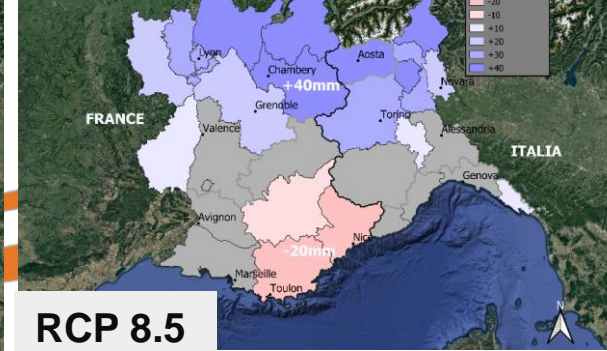 -20
-10
+10
+20
+30
+40
Lyon
Aosta
Chambery
+40mm
Novara
Grenoble
FRANCE
Torino
Valence
Alessandria
ITALIA
Genova
Avignon
Nice
-20mm
Marseille
Toulon
N
RCP 8.5